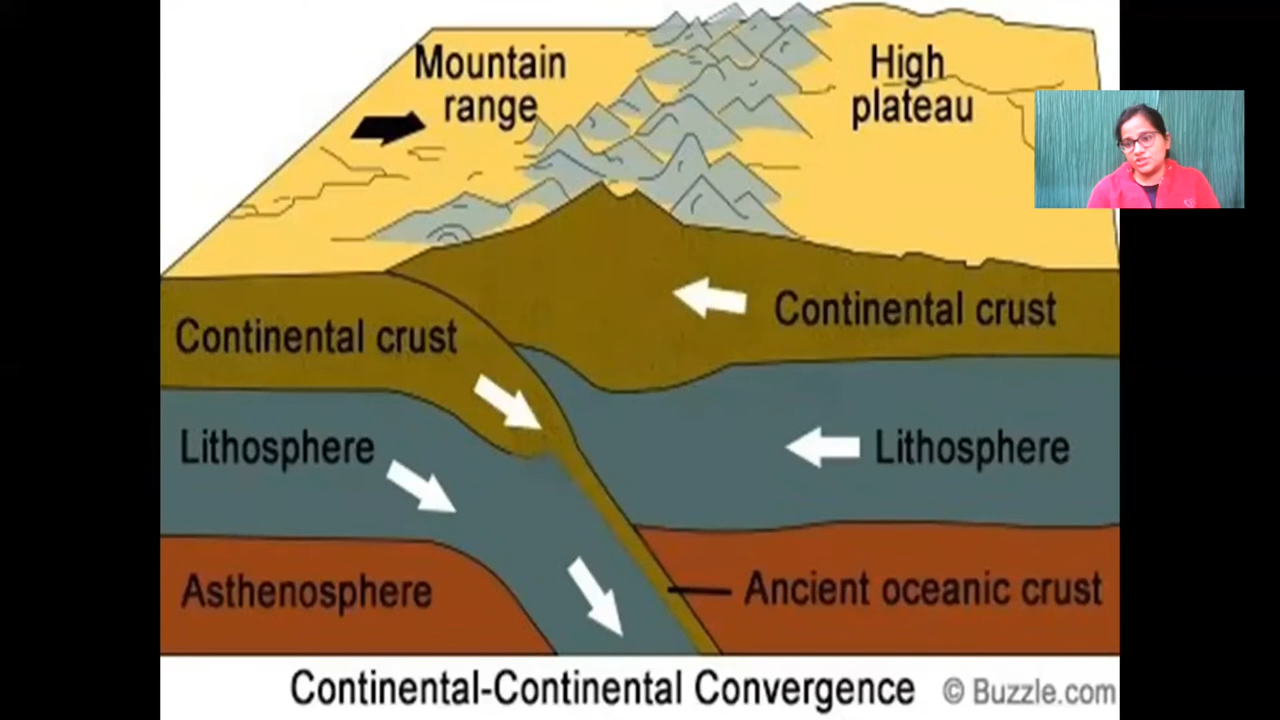 Mountain
range
High
plateau
Continental crust
Continental crust
Lithosphere
Lithosphere
Asthenosphere
Ancient oceanic crust
Continental-Continental Convergence
© Buzzle.com